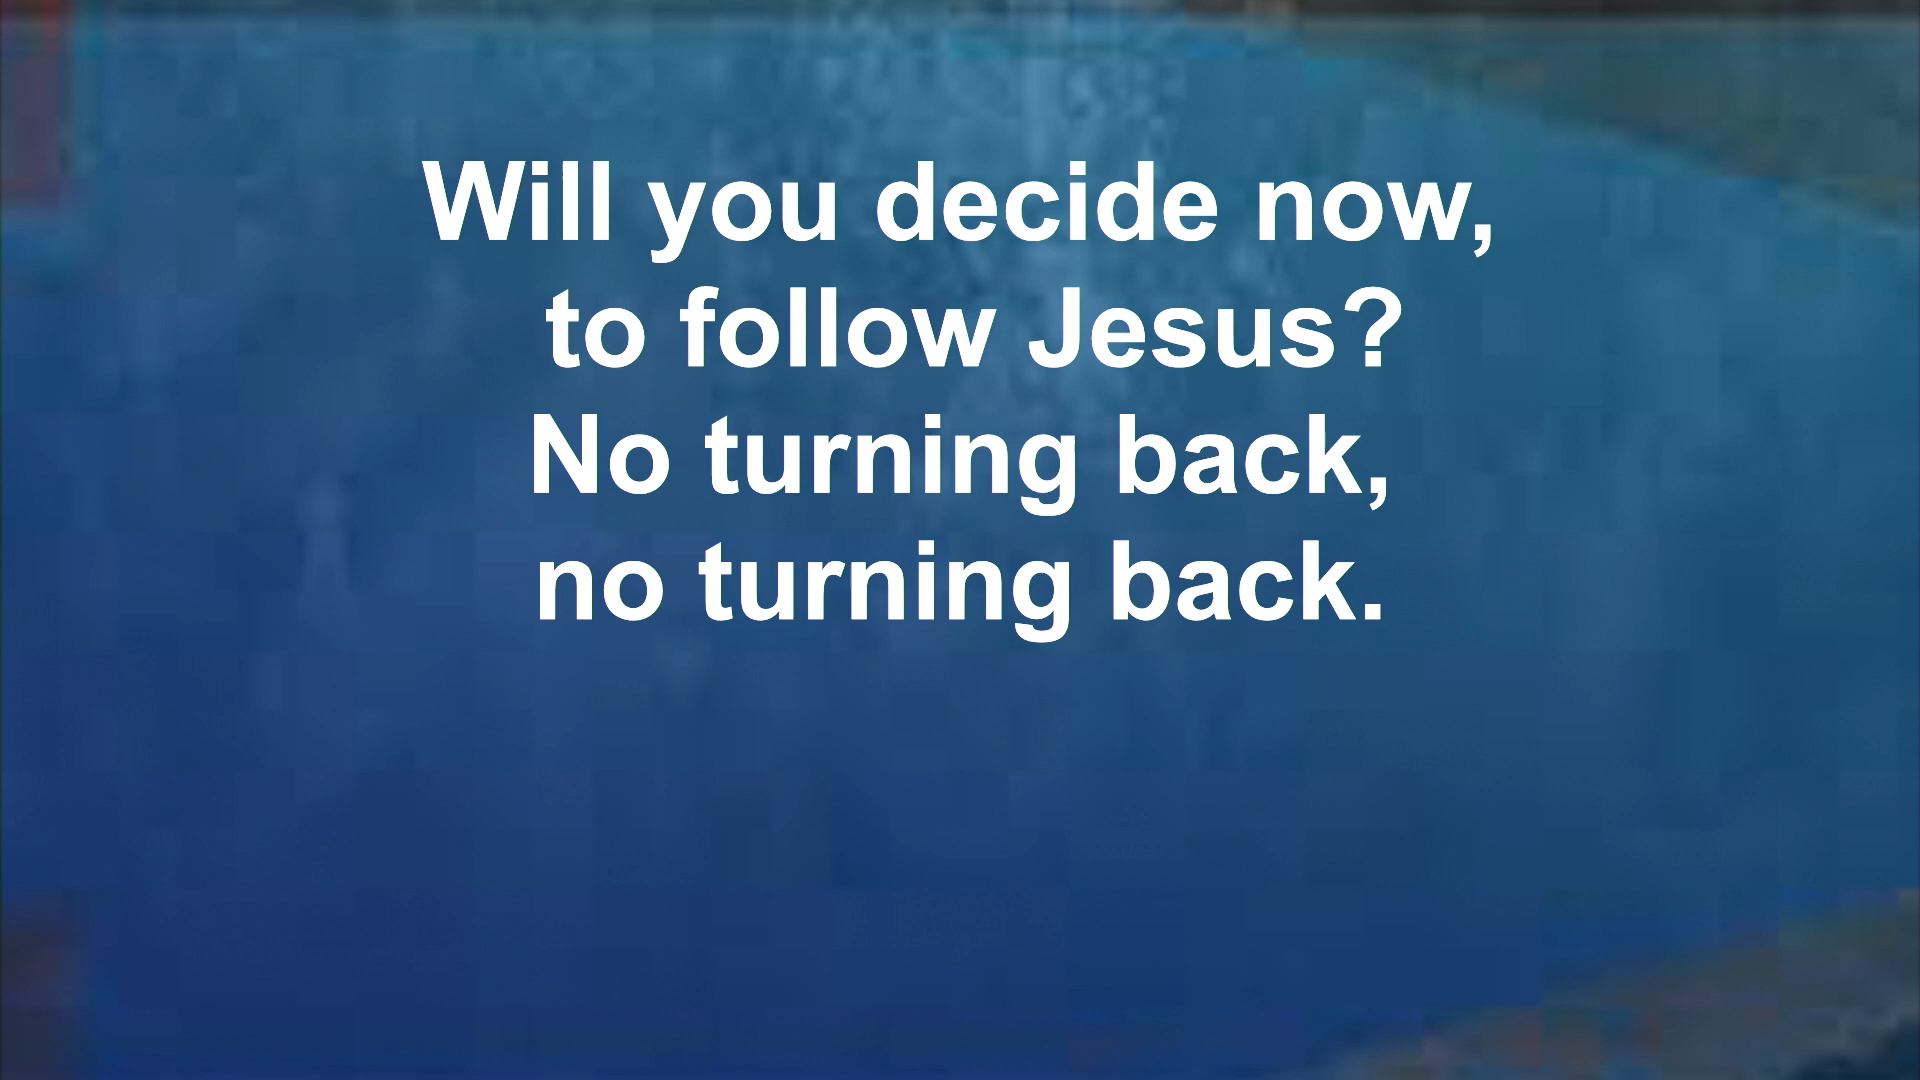 Will you decide now,
to follow Jesus?
No turning back,
no turning back.